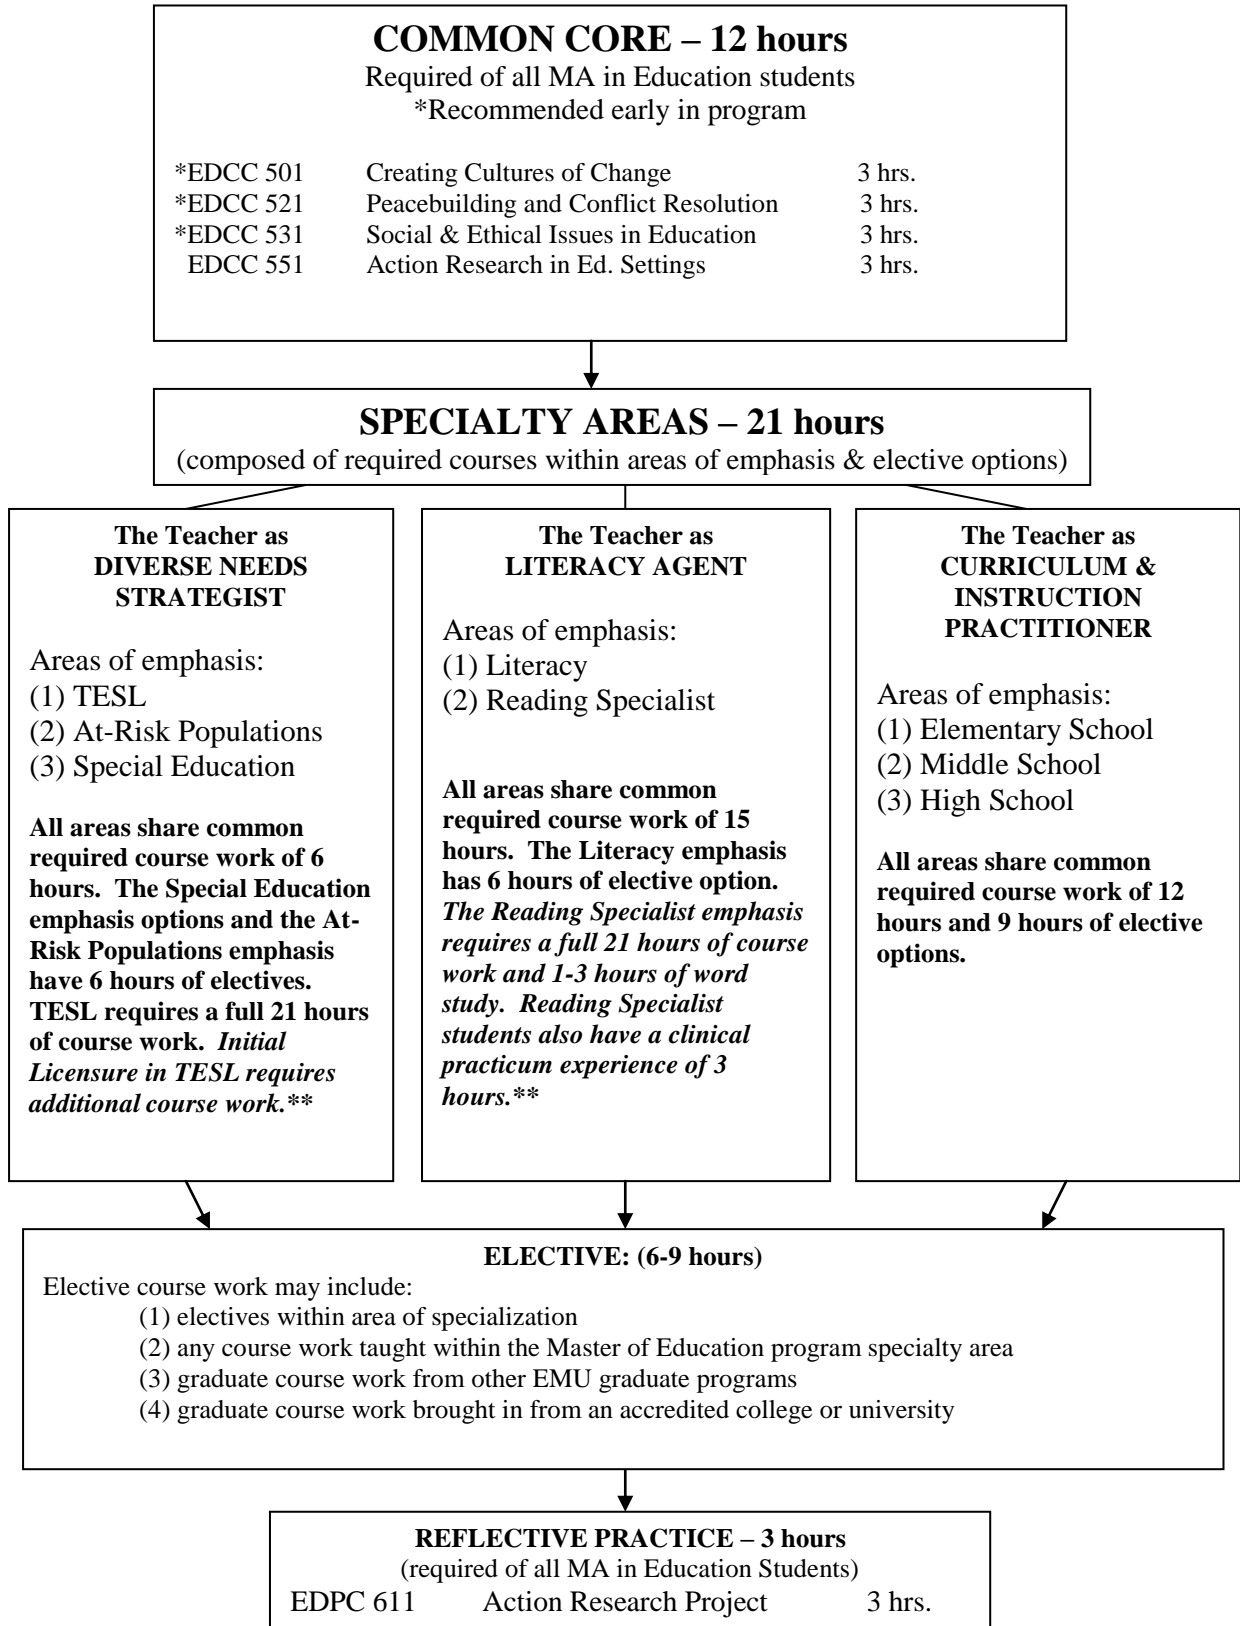 COMMON CORE – 12 hours
Required of all MA in Education students
*Recommended early in program
*EDCC 501 Creating Cultures of Change 3 hrs.
*EDCC 521 Peacebuilding and Conflict Resolution 3 hrs.
*EDCC 531 Social & Ethical Issues in Education 3 hrs.
EDCC 551 Action Research in Ed. Settings 3 hrs.
SPECIALTY AREAS – 21 hours
(composed of required courses within areas of emphasis & elective options)
The Teacher as
DIVERSE NEEDS
STRATEGIST
Areas of emphasis:
(1) TESL
(2) At-Risk Populations
(3) Special Education
All areas share common
required course work of 6
hours. The Special Education
emphasis options and the At-
Risk Populations emphasis
have 6 hours of electives.
TESL requires a full 21 hours
of course work. Initial
Licensure in TESL requires
additional course work.**
The Teacher as
LITERACY AGENT
Areas of emphasis:
(1) Literacy
(2) Reading Specialist
All areas share common
required course work of 15
hours. The Literacy emphasis
has 6 hours of elective option.
The Reading Specialist emphasis
requires a full 21 hours of course
work and 1-3 hours of word
study. Reading Specialist
students also have a clinical
practicum experience of 3
hours.**
The Teacher as
CURRICULUM &
INSTRUCTION
PRACTITIONER
Areas of emphasis:
(1) Elementary School
(2) Middle School
(3) High School
All areas share common
required course work of 12
hours and 9 hours of elective
options.
ELECTIVE: (6-9 hours)
Elective course work may include:
(1) electives within area of specialization
(2) any course work taught within the Master of Education program specialty area
(3) graduate course work from other EMU graduate programs
(4) graduate course work brought in from an accredited college or university
REFLECTIVE PRACTICE – 3 hours
(required of all MA in Education Students)
EDPC 611 Action Research Project 3 hrs.